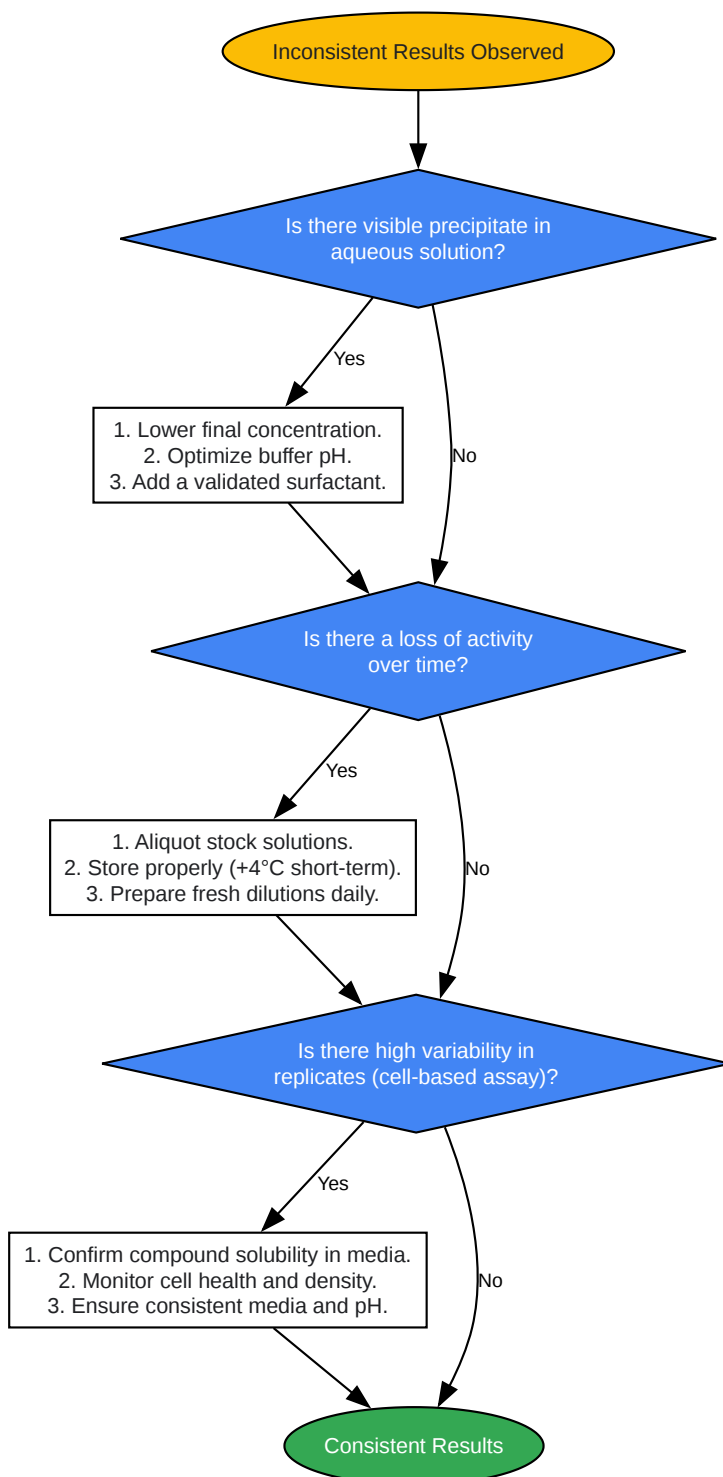 Inconsistent Results Observed
Is there visible precipitate in
aqueous solution?
Yes
1. Lower final concentration.
2. Optimize buffer pH.
3. Add a validated surfactant.
No
Is there a loss of activity
over time?
Yes
1. Aliquot stock solutions.
2. Store properly (+4°C short-term).
3. Prepare fresh dilutions daily.
No
Is there high variability in
replicates (cell-based assay)?
Yes
1. Confirm compound solubility in media.
2. Monitor cell health and density.
3. Ensure consistent media and pH.
No
Consistent Results